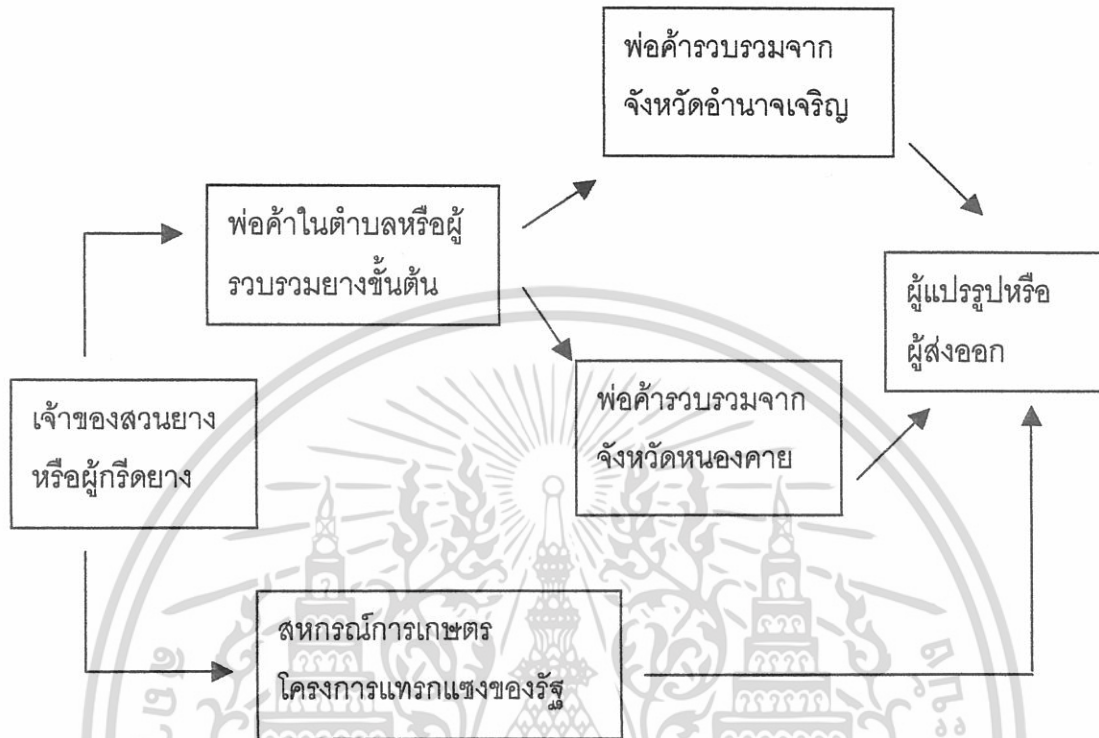 พ่อค้ารวบรวมจาก
จังหวัดอำนาจเจริญ
พ่อค้าในตำบลหรือผู้
รวบรวมยางขั้นต้น
ผู้แปรรูปหรือ
ผู้ส่งออก
พ่อค้ารวบรวมจาก
จังหวัดหนองคาย
เจ้าของสวนยาง
หรือผู้กรีดยาง
สหกรณ์การเกษตร
โครงการแทรกแซงของรัฐ